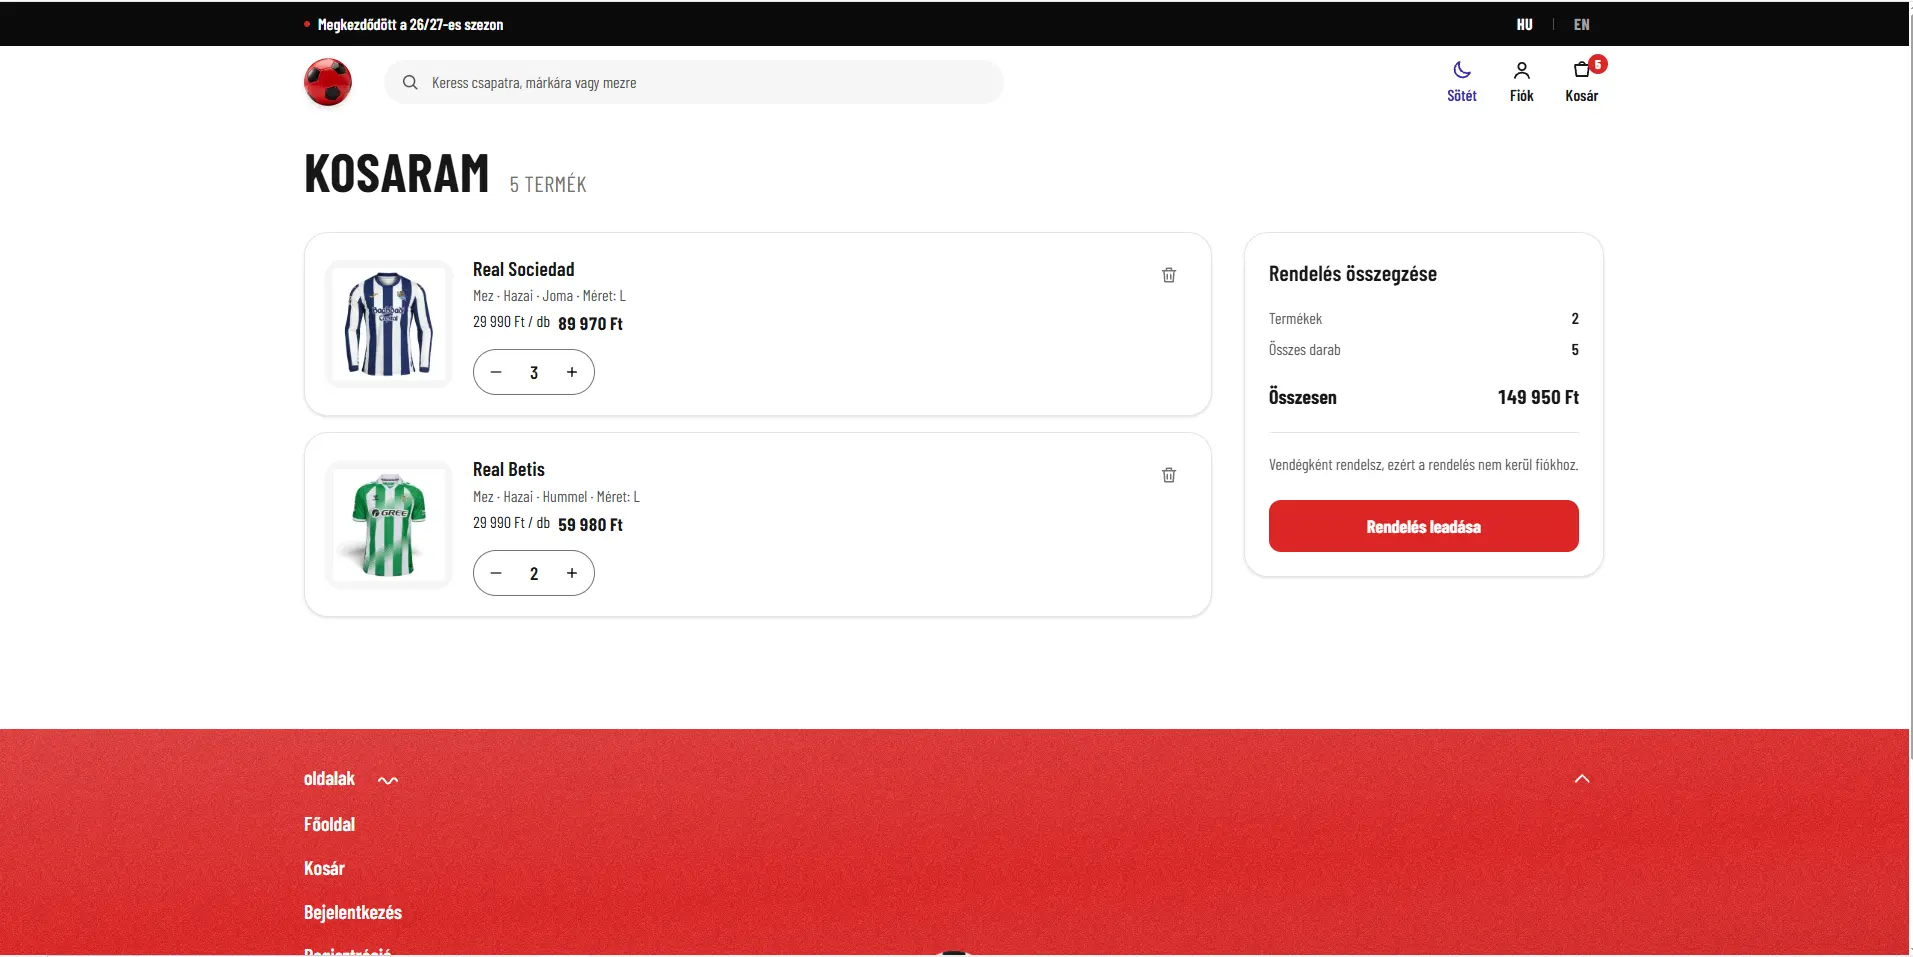 Megkezdődött a 26/27-es szezon
HU
EN
Keress csapatra, márkára vagy mezre
Sötét
Fiók
5
Kosár
KOSARAM 5 TERMÉK
Real Sociedad
Mez · Hazai · Joma · Méret: L
29 990 Ft / db 89 970 Ft
− 3 +
Real Betis
Mez · Hazai · Hummel · Méret: L
29 990 Ft / db 59 980 Ft
GREE
− 2 +
Rendelés összegzése
Termékek 2
Összes darab 5
Összesen 149 950 Ft
Vendégként rendelsz, ezért a rendelés nem kerül fiókhoz.
Rendelés leadása
oldalak
Főoldal
Kosár
Bejelentkezés